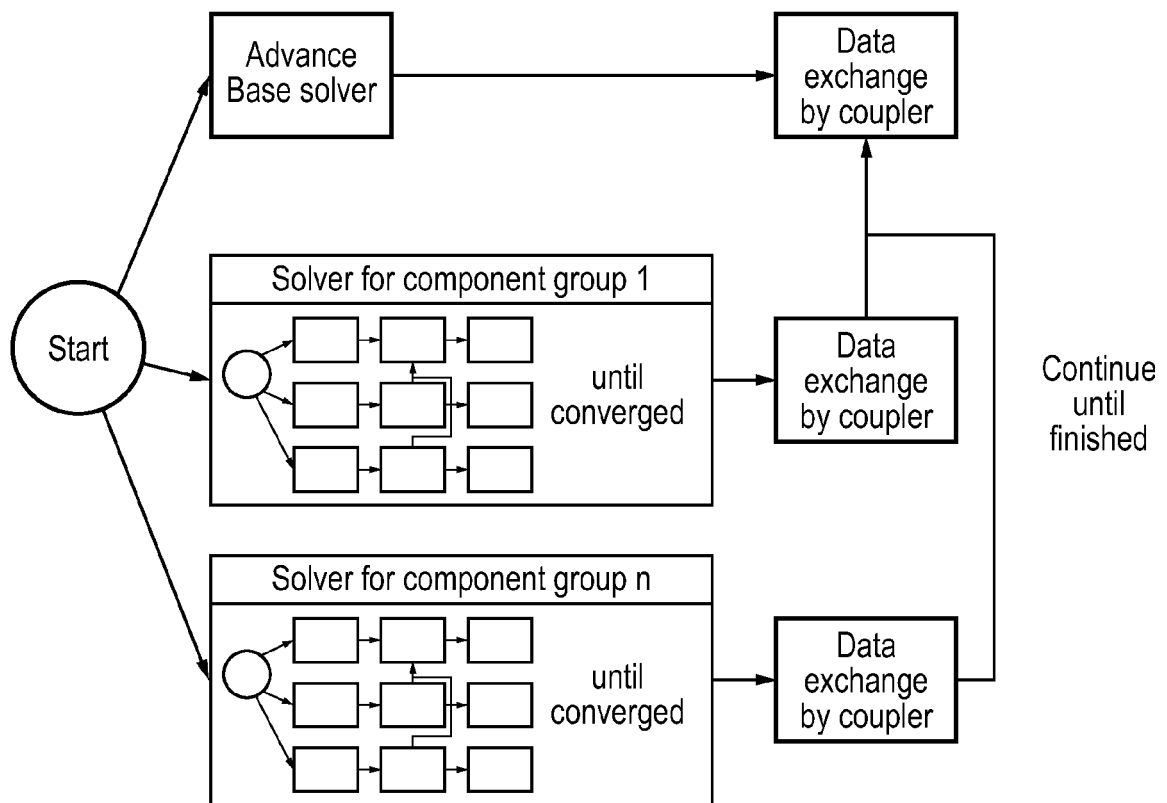 Advance
Base solver
Data
exchange
by coupler
Start
Solver for component group 1
until
converged
Data
exchange
by coupler
Continue
until
finished
Solver for component group n
until
converged
Data
exchange
by coupler